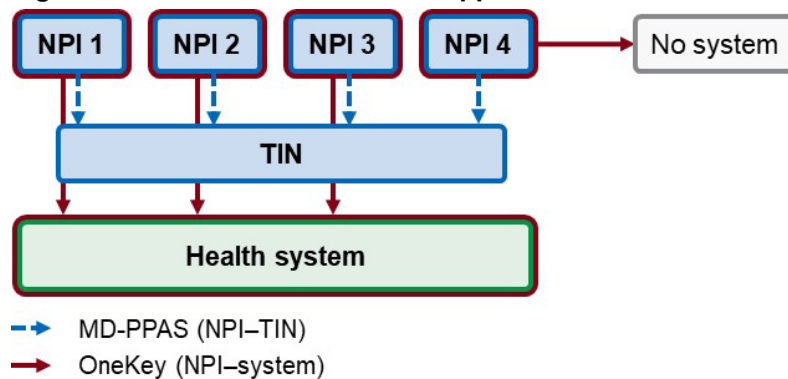 NPI 1 NPI 2 NPI 3 NPI 4 No system
TIN
Health system
MD-PPAS (NPI–TIN)
OneKey (NPI–system)